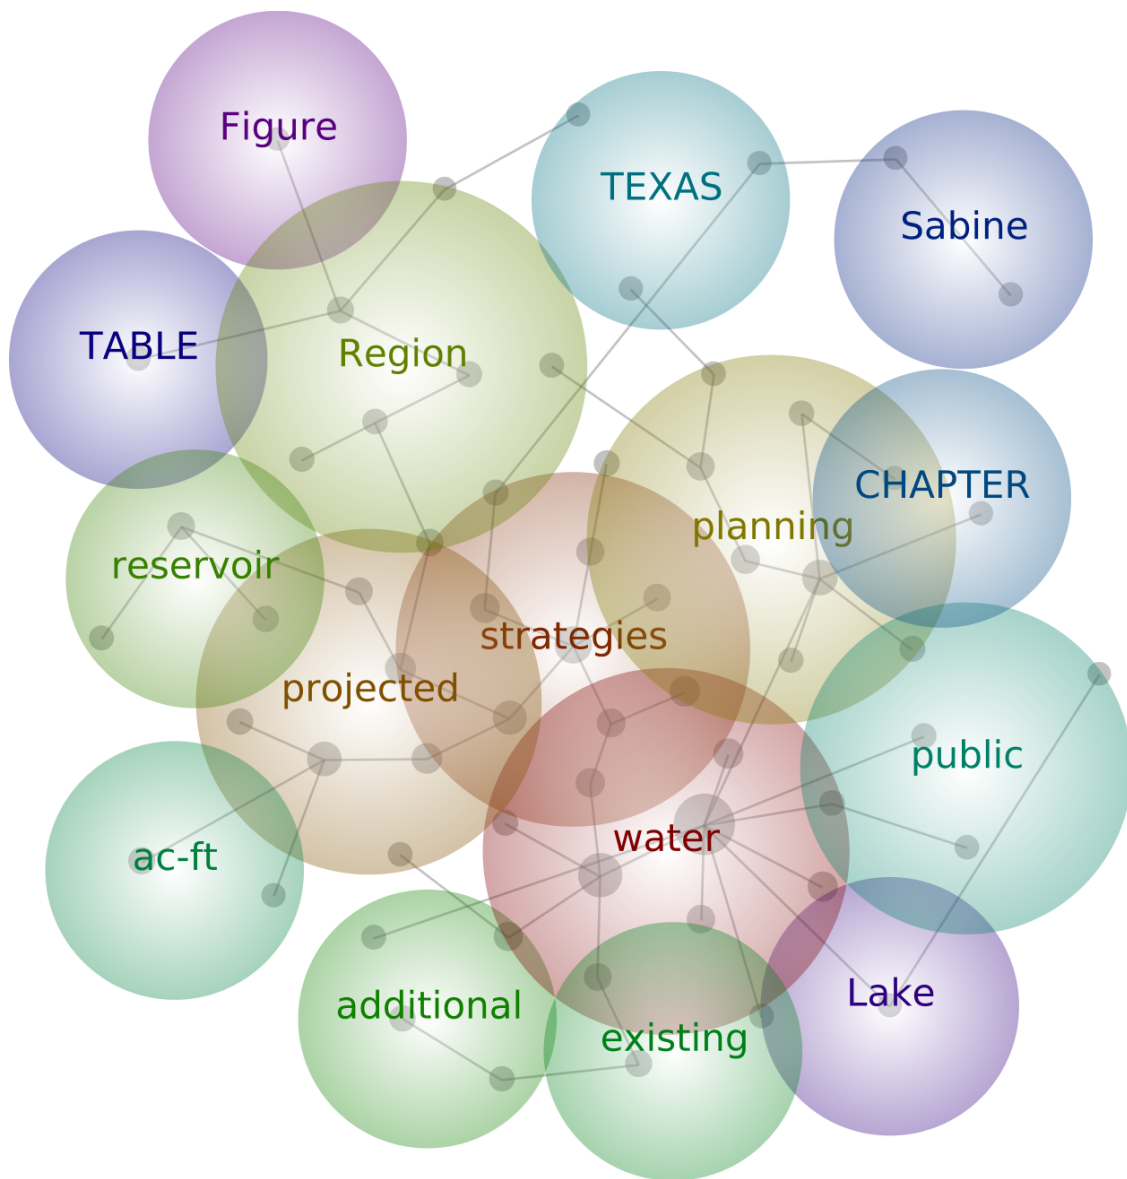 Figure
TEXAS
Sabine
TABLE
Region
CHAPTER
planning
reservoir
strategies
projected
public
water
ac-ft
Lake
additional
existing